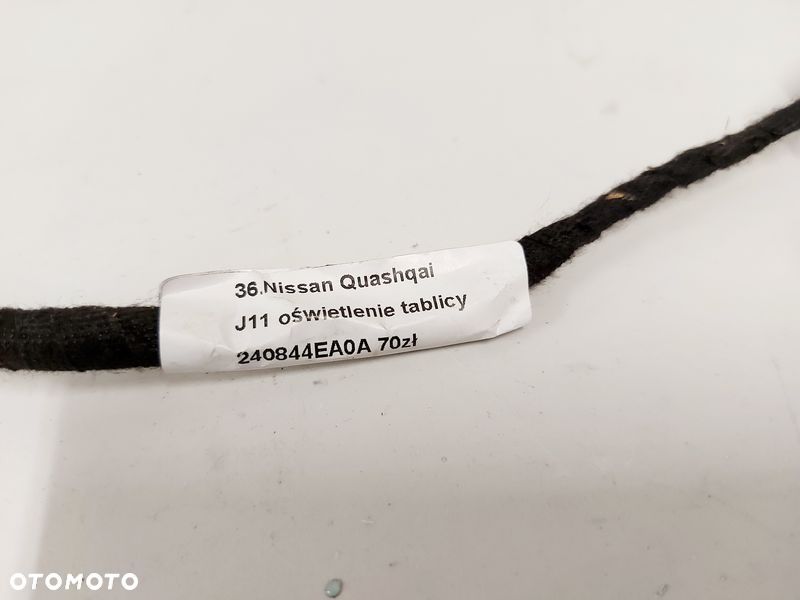 36.Nissan Quashqai
J11 oświetlenie tablicy
240844EA0A 70zł
OTOMOTO